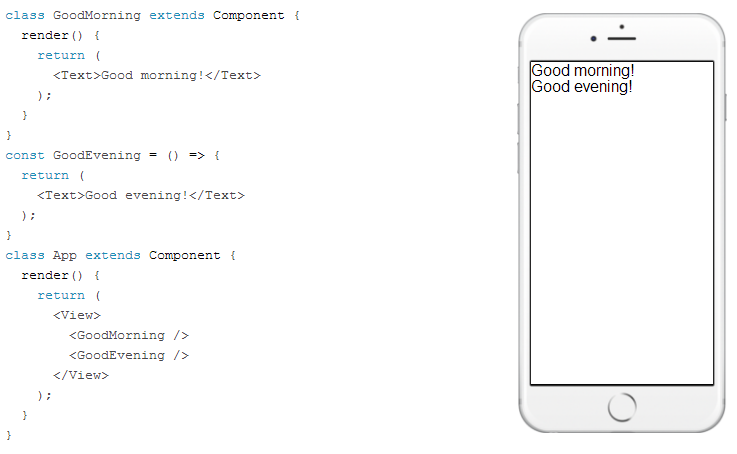 class GoodMorning extends Component {
  render() {
    return (
      <Text>Good morning!</Text>
    );
  }
}
const GoodEvening = () => {
  return (
    <Text>Good evening!</Text>
  );
}
class App extends Component {
  render() {
    return (
      <View>
        <GoodMorning />
        <GoodEvening />
      </View>
    );
  }
}
Good morning!
Good evening!